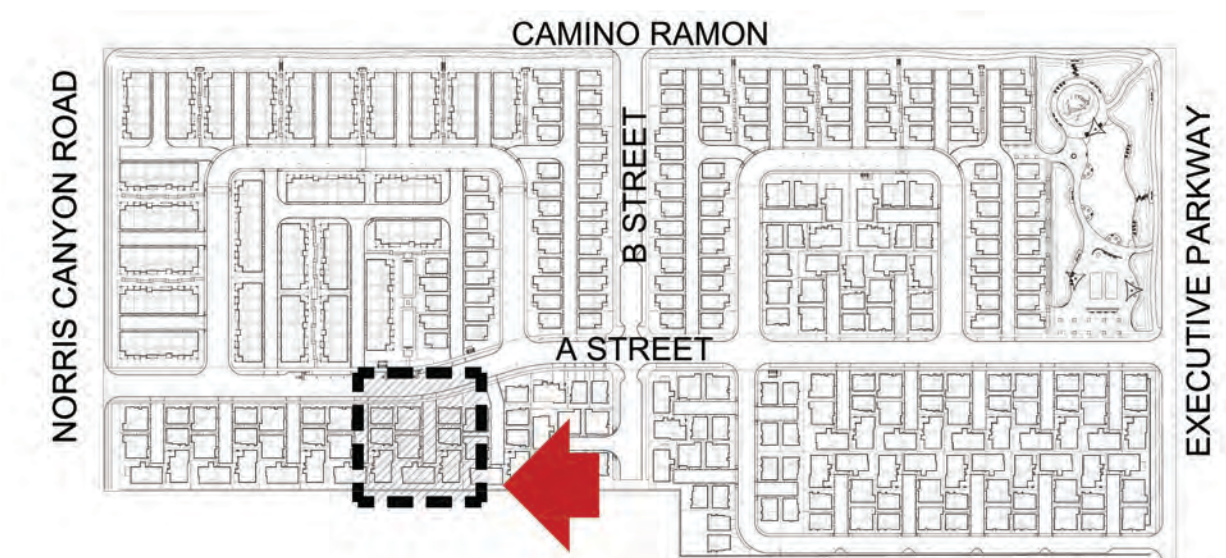 CAMINO RAMON
NORRIS CANYON ROAD
B STREET
EXECUTIVE PARKWAY
A STREET